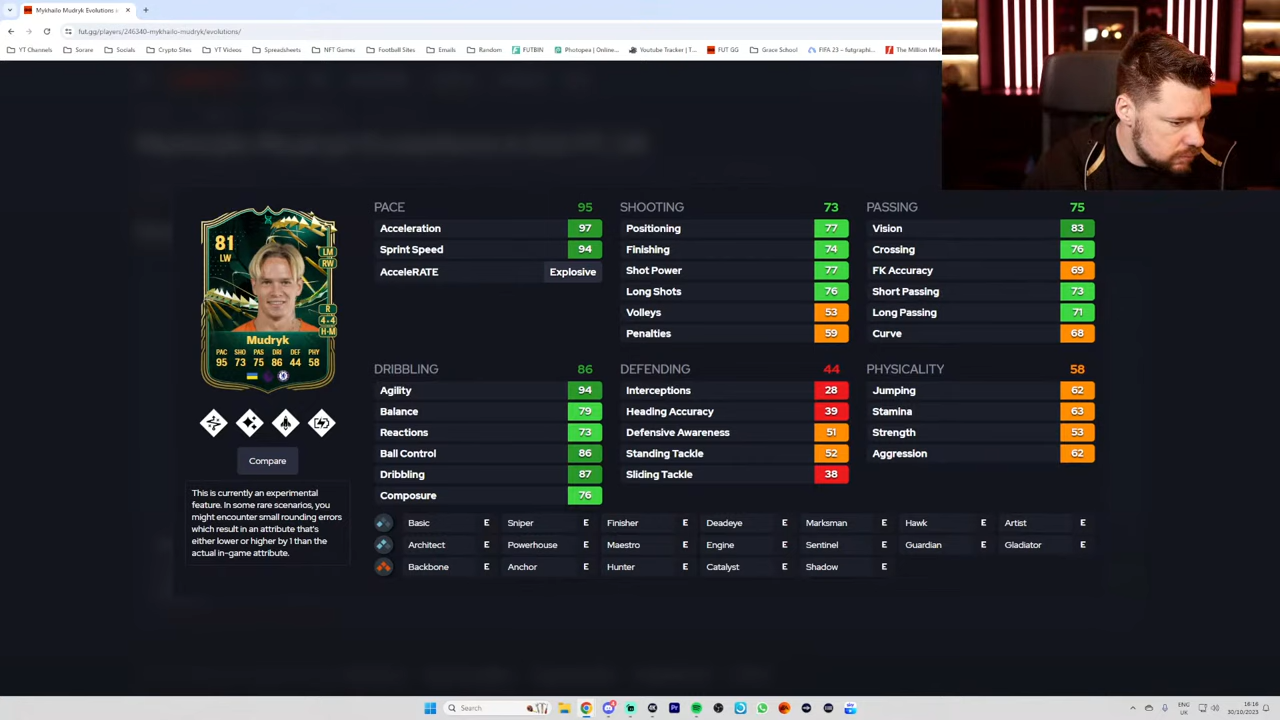 Mykhailo Mudryk Evolutions
fut.gg/players/246340-mykhailo-mudryk/evolutions/
YT Channels Sorare Socials Crypto Sites YT Videos Spreadsheets NFT Games Football Sites Emails Random FUTBIN Photopea | Online... Youtube Tracker | T... FUT GG Grace School FIFA 23 – futgraphi... The Million Mile
81
LW
LM
RW
R
4-4
H-M
Mudryk
PAC SHO PAS DRI DEF PHY
95 73 75 86 44 58
Compare
This is currently an experimental
feature. In some rare scenarios, you
might encounter small rounding errors
which result in an attribute that's
either lower or higher by 1 than the
actual in-game attribute.
PACE 95
Acceleration 97
Sprint Speed 94
AcceleRATE Explosive
SHOOTING 73
Positioning 77
Finishing 74
Shot Power 77
Long Shots 76
Volleys 53
Penalties 59
PASSING 75
Vision 83
Crossing 76
FK Accuracy 69
Short Passing 73
Long Passing 71
Curve 68
DRIBBLING 86
Agility 94
Balance 79
Reactions 73
Ball Control 86
Dribbling 87
Composure 76
DEFENDING 44
Interceptions 28
Heading Accuracy 39
Defensive Awareness 51
Standing Tackle 52
Sliding Tackle 38
PHYSICALITY 58
Jumping 62
Stamina 63
Strength 53
Aggression 62
Basic E Sniper E Finisher E Deadeye E Marksman E Hawk E Artist E
Architect E Powerhouse E Maestro E Engine E Sentinel E Guardian E Gladiator E
Backbone E Anchor E Hunter E Catalyst E Shadow E
Search
ENG
UK
16:16
30/10/2023